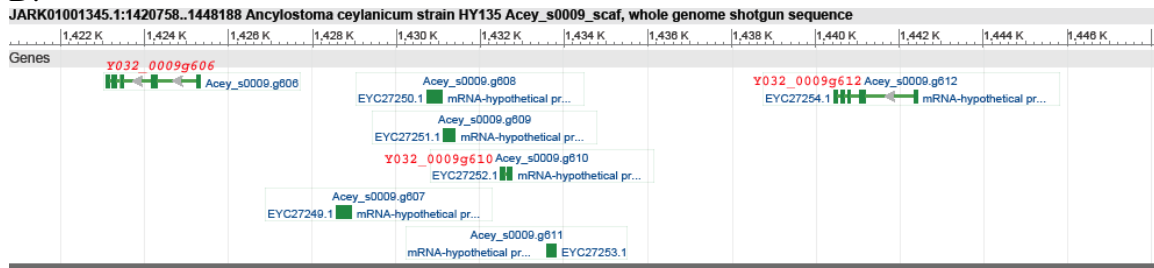 JARK01001345.1:1420758..1448188 Ancylostoma ceylanicum strain HY135 Acey_s0009_scaf, whole genome shotgun sequence
1,422 K 1,424 K 1,426 K 1,428 K 1,430 K 1,432 K 1,434 K 1,436 K 1,438 K 1,440 K 1,442 K 1,444 K 1,446 K
Genes
Y032_0009g606
Acey_s0009.g606
Acey_s0009.g608
EYC27250.1 mRNA-hypothetical pr...
Y032_0009g612 Acey_s0009.g612
EYC27254.1 mRNA-hypothetical pr...
Acey_s0009.g609
EYC27251.1 mRNA-hypothetical pr...
Y032_0009g610 Acey_s0009.g610
EYC27252.1 mRNA-hypothetical pr...
Acey_s0009.g607
EYC27249.1 mRNA-hypothetical pr...
Acey_s0009.g611
mRNA-hypothetical pr... EYC27253.1